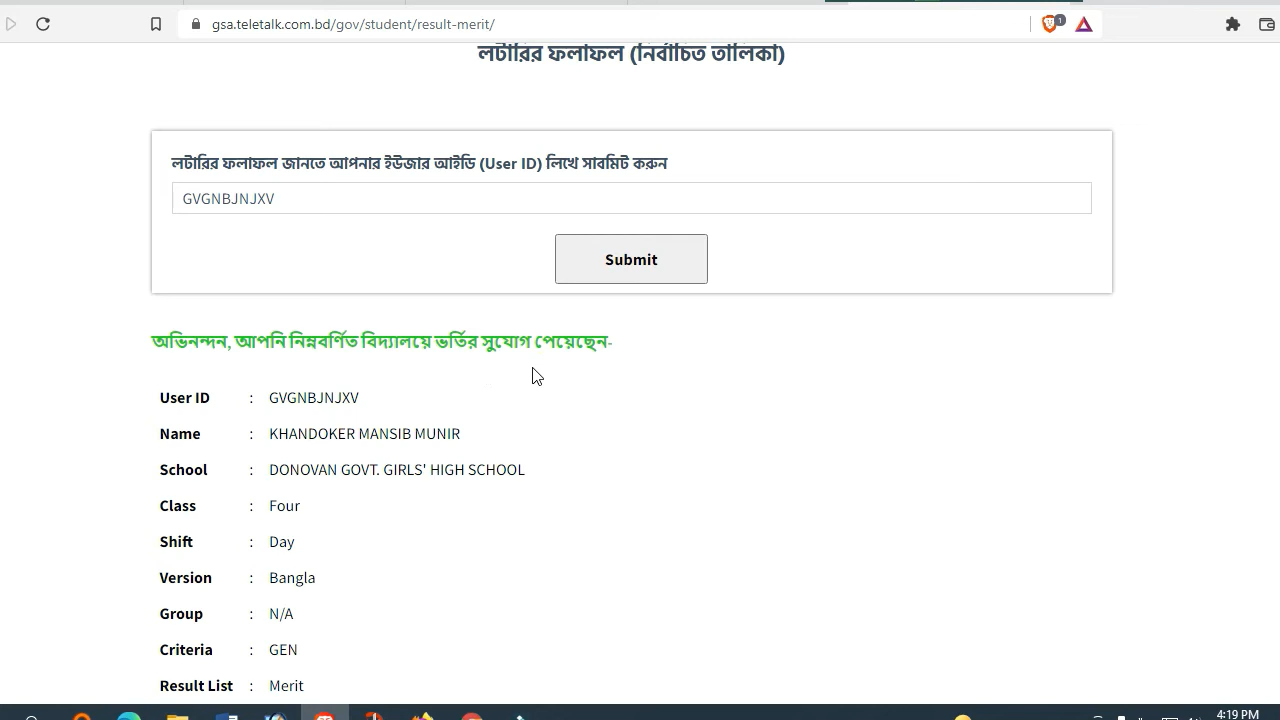 gsa.teletalk.com.bd/gov/student/result-merit/
1
লটারির ফলাফল (নির্বাচিত তালিকা)
লটারির ফলাফল জানতে আপনার ইউজার আইডি (User ID) লিখে সাবমিট করুন
GVGNBJNJXV
Submit
অভিনন্দন, আপনি নিম্নবর্ণিত বিদ্যালয়ে ভর্তির সুযোগ পেয়েছেন-
User ID : GVGNBJNJXV
Name : KHANDOKER MANSIB MUNIR
School : DONOVAN GOVT. GIRLS' HIGH SCHOOL
Class : Four
Shift : Day
Version : Bangla
Group : N/A
Criteria : GEN
Result List : Merit
4:19 PM